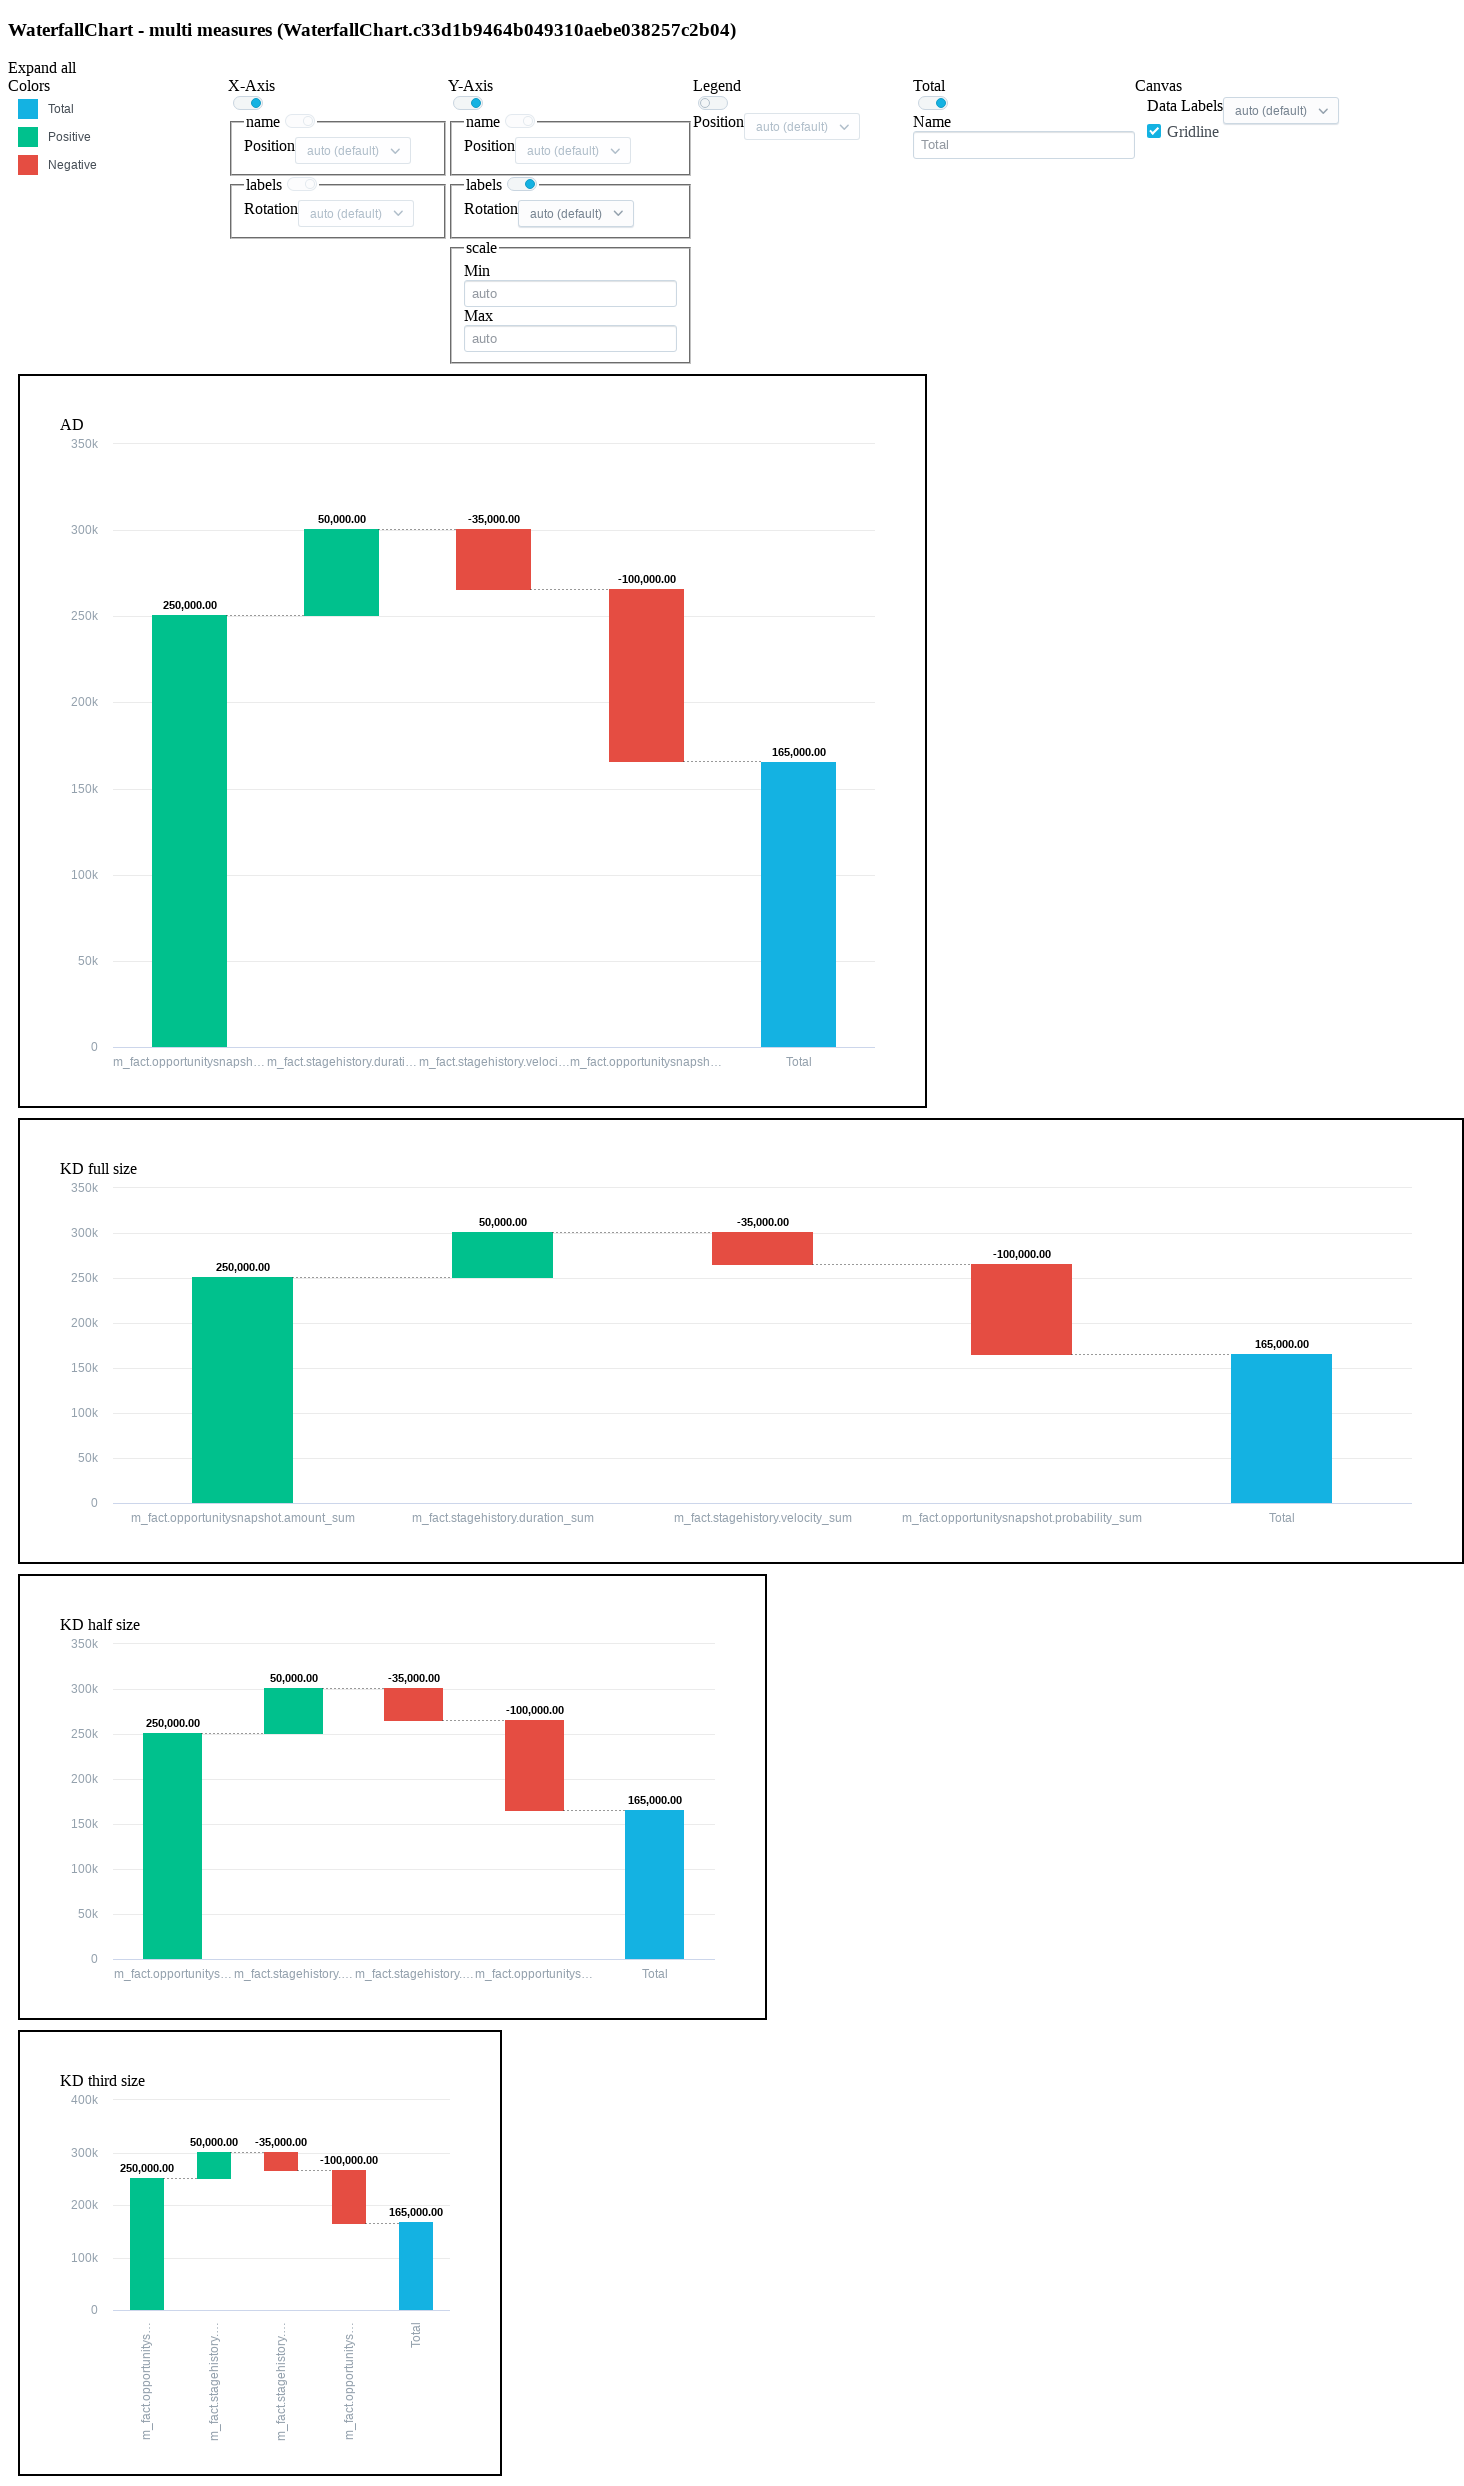 WaterfallChart - multi measures (WaterfallChart.c33d1b9464b049310aebe038257c2b04)
Expand all
Colors
Total
Positive
Negative
X-Axis
name
Position auto (default)
labels
Rotation auto (default)
Y-Axis
name
Position auto (default)
labels
Rotation auto (default)
scale
Min
auto
Max
auto
Legend
Position auto (default)
Total
Name
Total
Canvas
Data Labels auto (default)
Gridline
AD
350k
300k
250k
200k
150k
100k
50k
0
250,000.00
50,000.00
-35,000.00
-100,000.00
165,000.00
m_fact.opportunitysnapsh…
m_fact.stagehistory.durati…
m_fact.stagehistory.veloci…
m_fact.opportunitysnapsh…
Total
KD full size
350k
300k
250k
200k
150k
100k
50k
0
250,000.00
50,000.00
-35,000.00
-100,000.00
165,000.00
m_fact.opportunitysnapshot.amount_sum
m_fact.stagehistory.duration_sum
m_fact.stagehistory.velocity_sum
m_fact.opportunitysnapshot.probability_sum
Total
KD half size
350k
300k
250k
200k
150k
100k
50k
0
250,000.00
50,000.00
-35,000.00
-100,000.00
165,000.00
m_fact.opportunitys…
m_fact.stagehistory.…
m_fact.stagehistory.…
m_fact.opportunitys…
Total
KD third size
400k
300k
200k
100k
0
250,000.00
50,000.00
-35,000.00
-100,000.00
165,000.00
m_fact.opportunitys…
m_fact.stagehistory.…
m_fact.stagehistory.…
m_fact.opportunitys…
Total